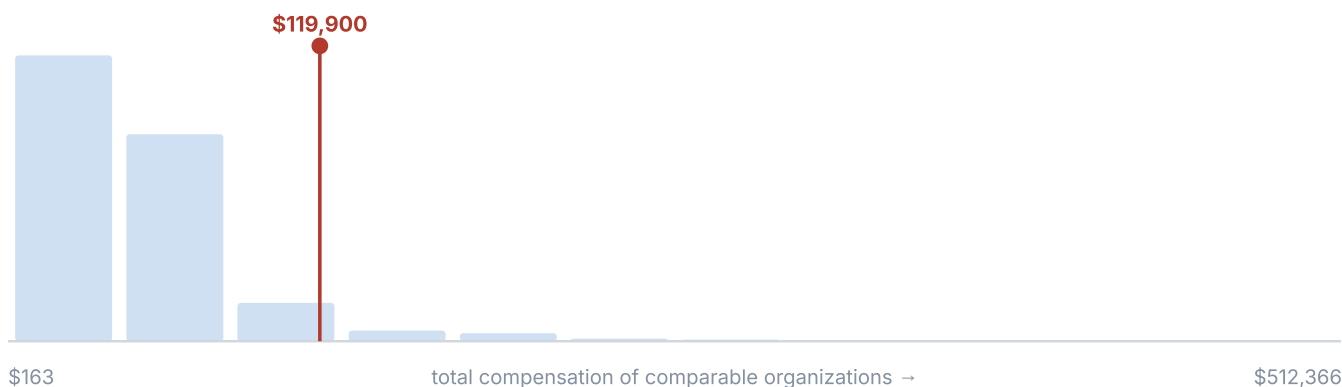 $119,900
$163
total compensation of comparable organizations →
$512,366